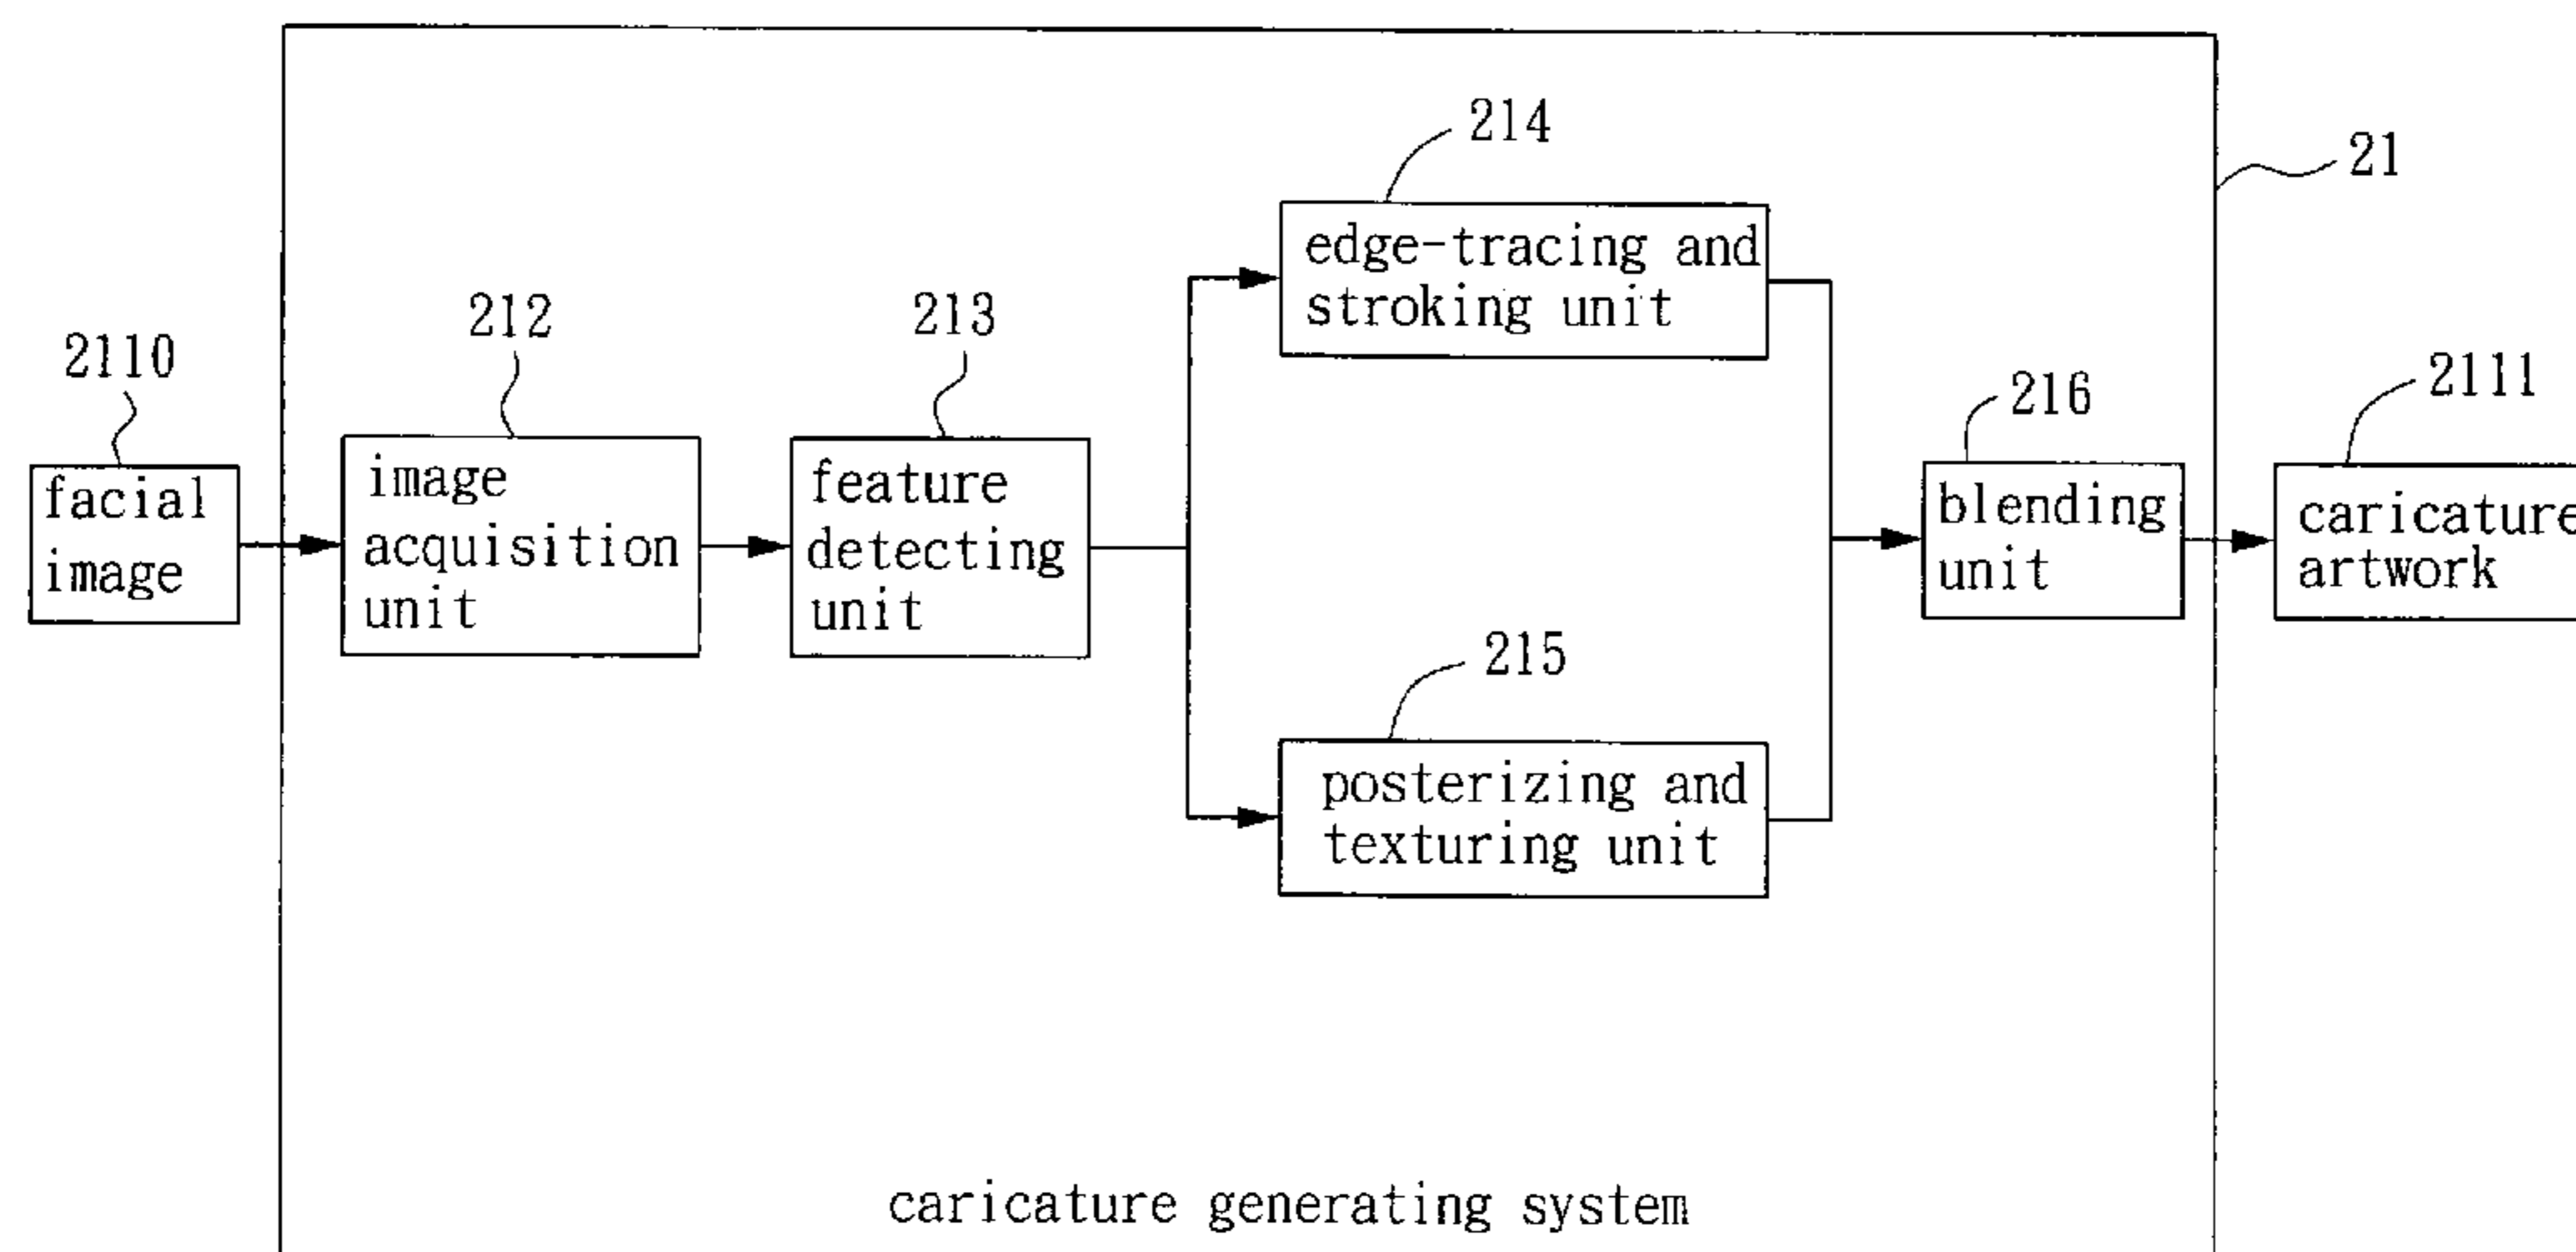 214
21
212
213
2110
edge-tracing and
stroking unit
216
2111
facial
image
image
acquisition
unit
feature
detecting
unit
blending
unit
caricature
artwork
215
posterizing and
texturing unit
caricature generating system